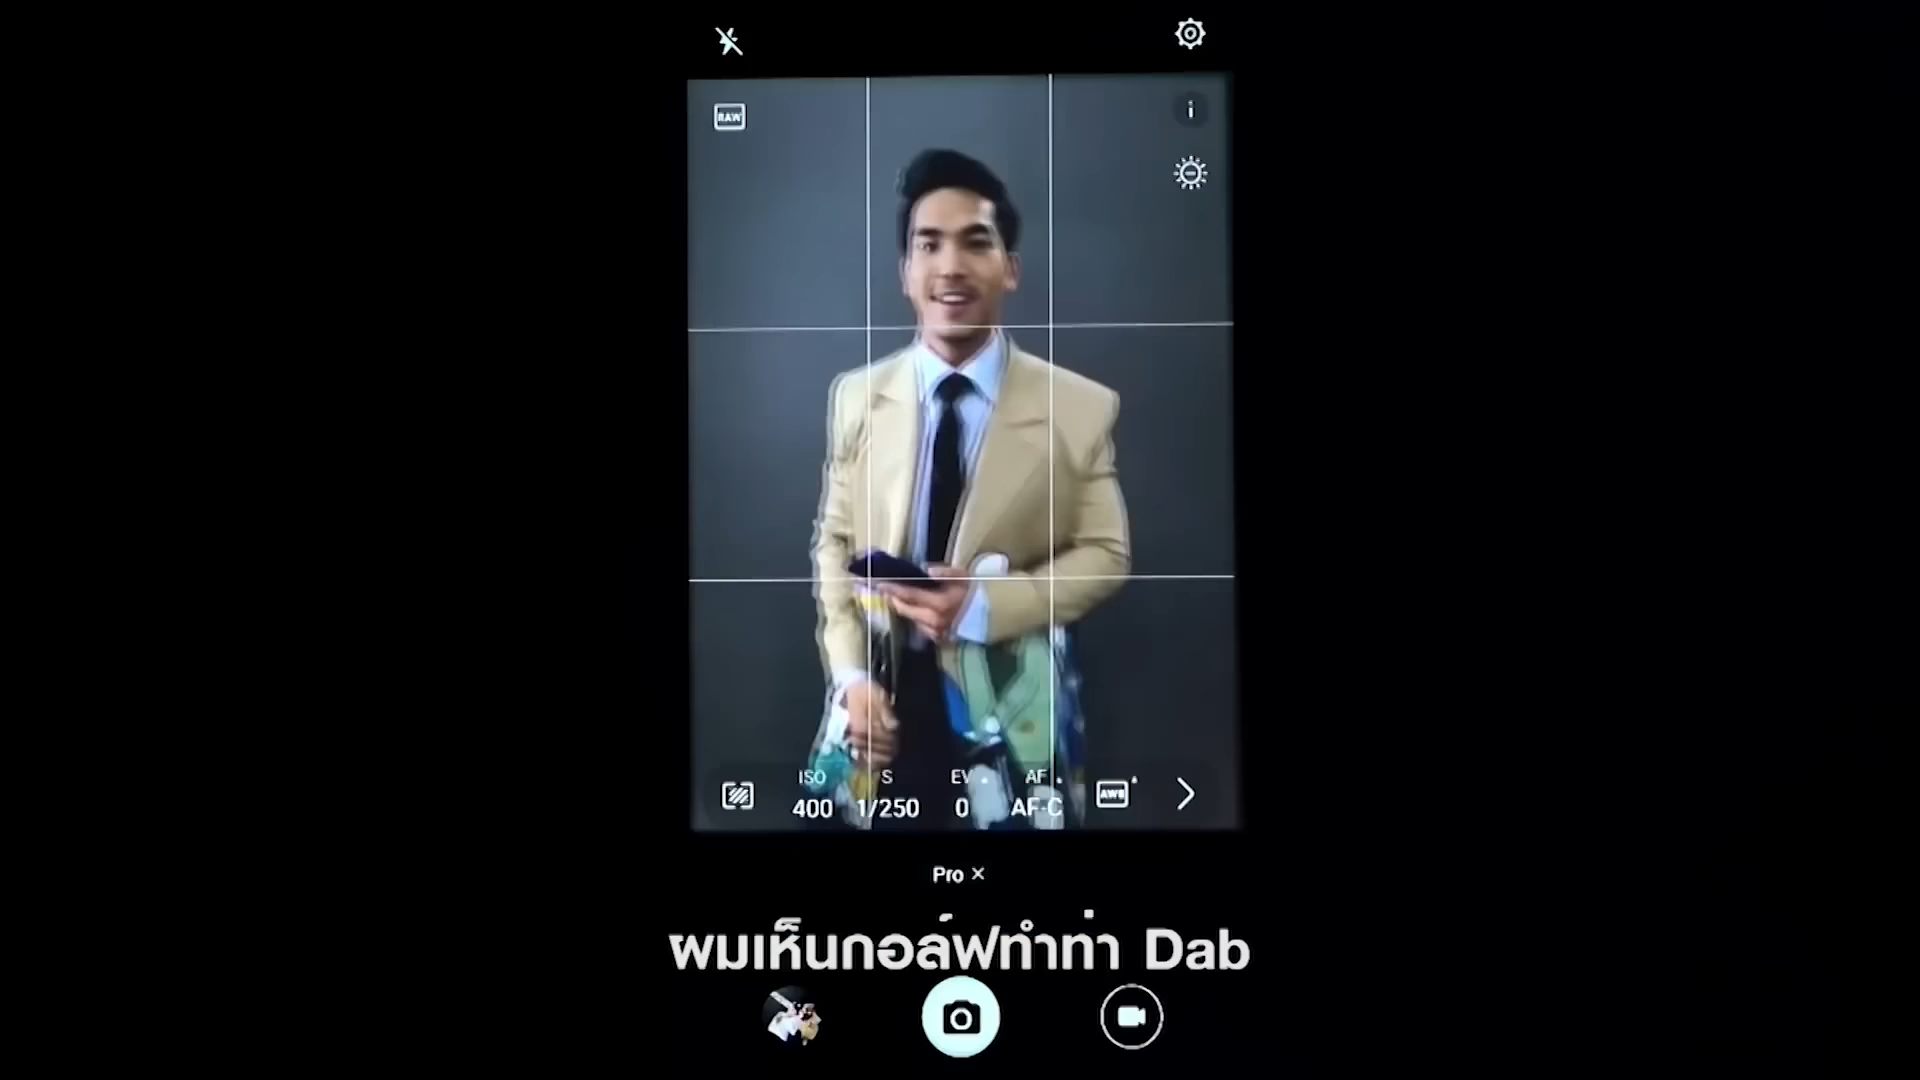 RAW
i
ISO S EV AF
400 1/250 0 AF-C AWB
Pro ×
ผมเห็นกอล์ฟทำท่า Dab